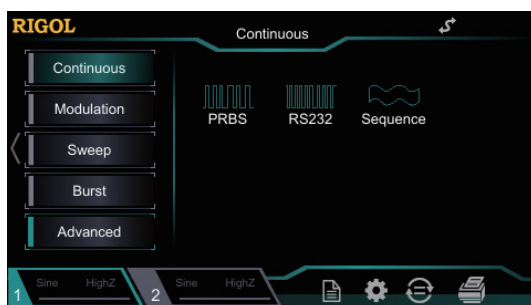 RIGOL
Continuous
Continuous
Modulation
Sweep
Burst
Advanced
PRBS
RS232
Sequence
1
Sine
HighZ
2
Sine
HighZ